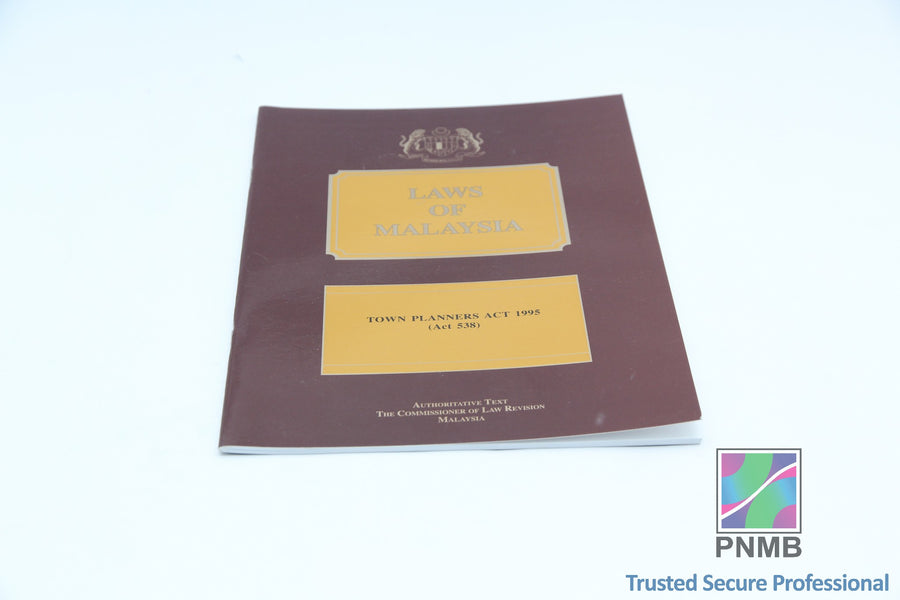 LAWS
OF
MALAYSIA
TOWN PLANNERS ACT 1995
(Act 538)
AUTHORITATIVE TEXT
THE COMMISSIONER OF LAW REVISION
MALAYSIA
PNMB
Trusted Secure Professional